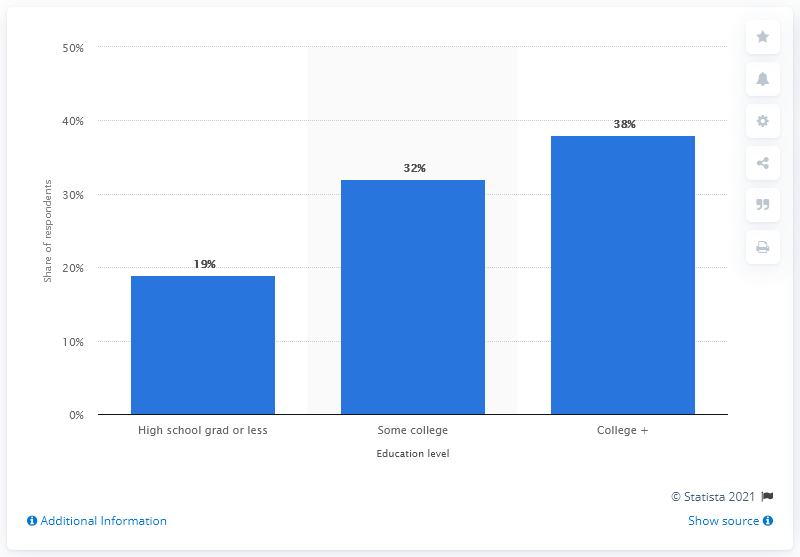 50%
40%
30%
20%
10%
0%
Share of respondents
19%
32%
38%
High school grad or less
Some college
College +
Education level
© Statista 2021
Additional Information
Show source